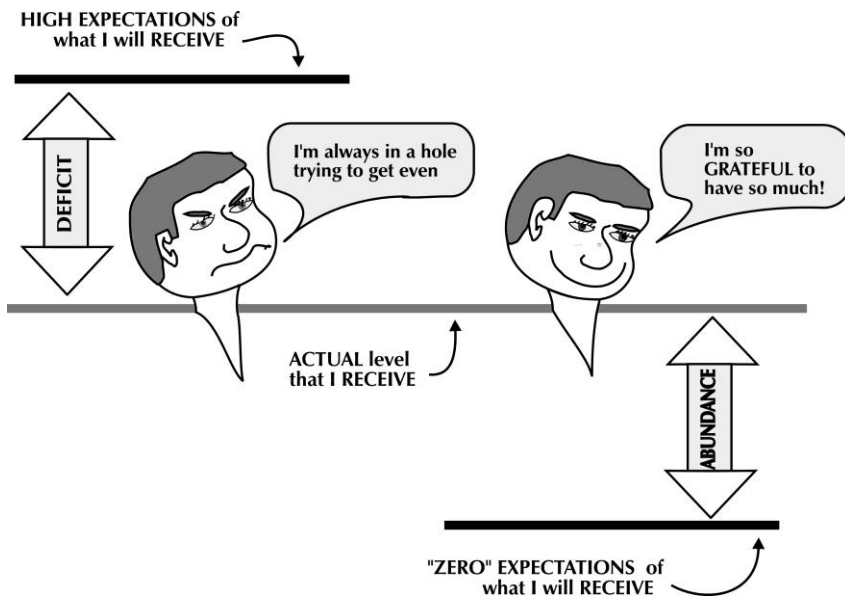 HIGH EXPECTATIONS of
what I will RECEIVE
DEFICIT
I'm always in a hole
trying to get even
I'm so
GRATEFUL to
have so much!
ACTUAL level
that I RECEIVE
ABUNDANCE
"ZERO" EXPECTATIONS of
what I will RECEIVE